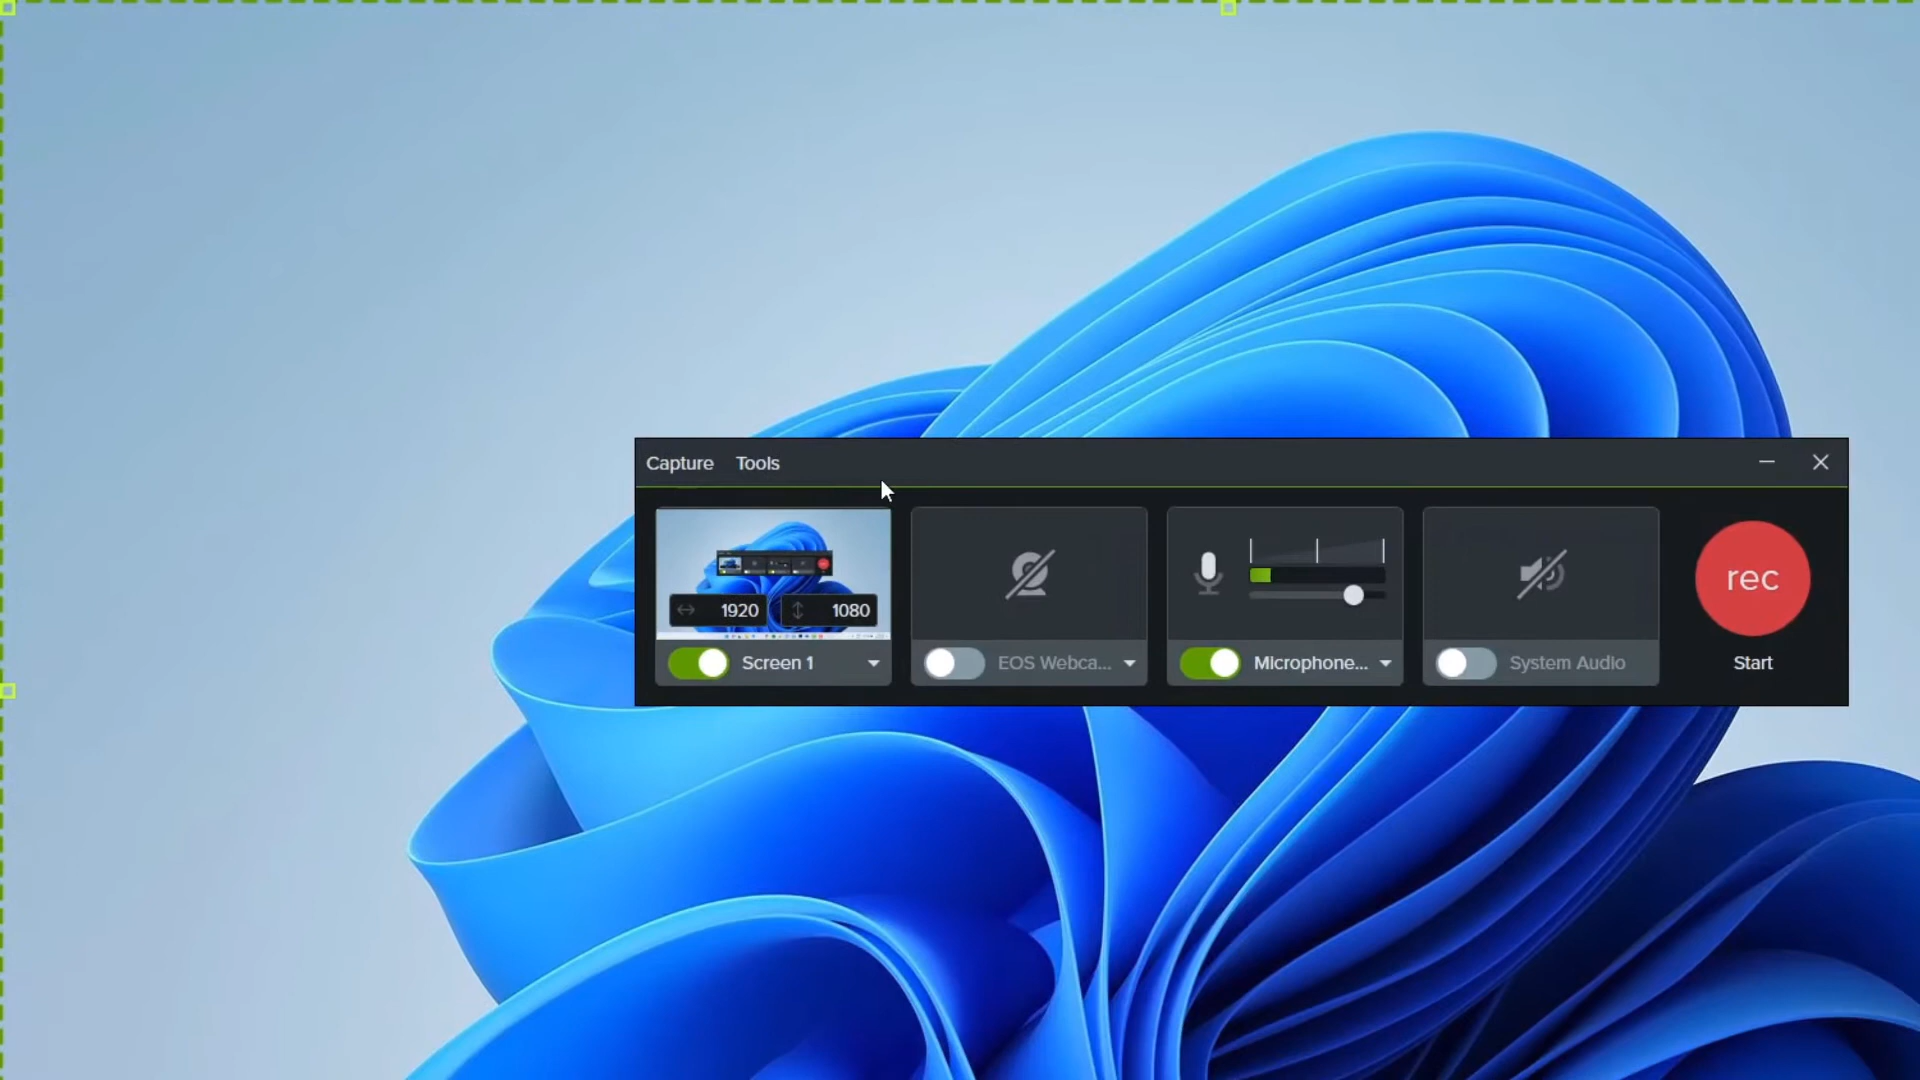 Capture Tools
1920 1080
rec
Screen 1 EOS Webca... Microphone... System Audio Start